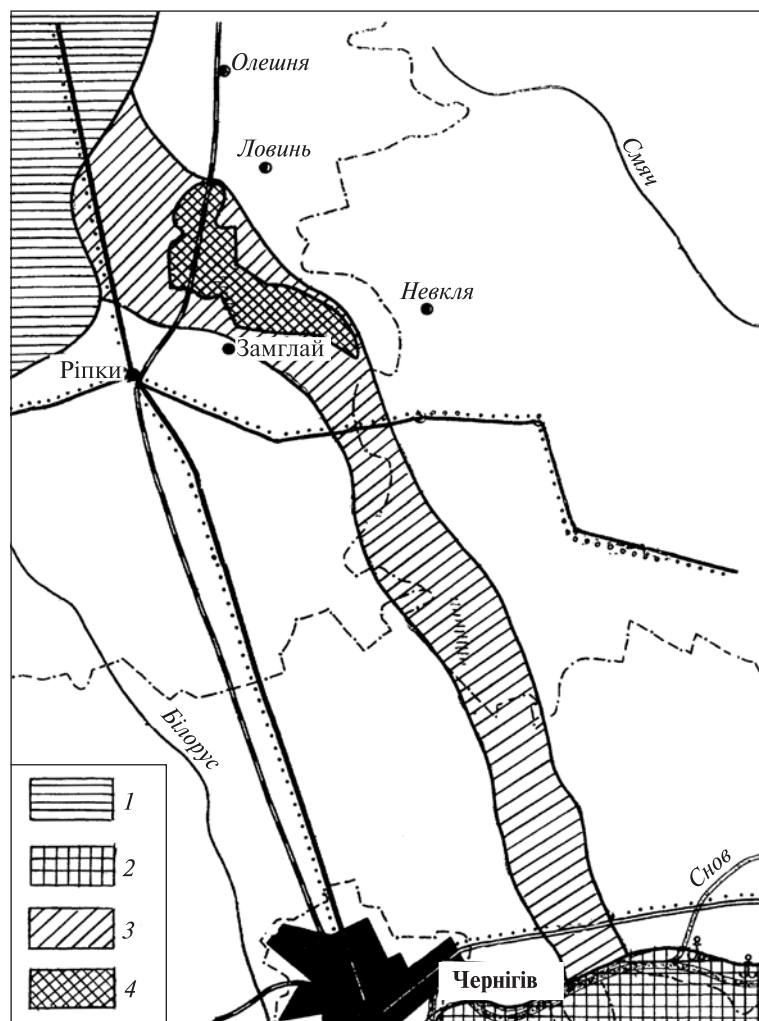 Олешня
Ловинь
Смяч
Невкля
Замглай
Ріпки
Білорус
1
2
3
4
Снов
Чернігів